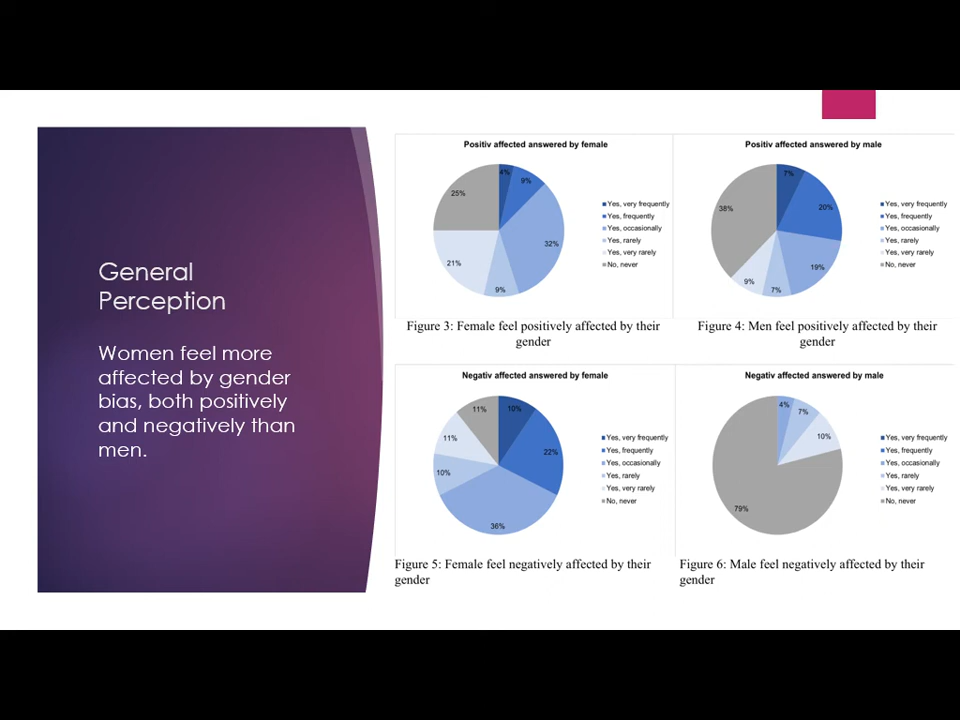 General
Perception
Women feel more
affected by gender
bias, both positively
and negatively than
men.
Positiv affected answered by female
4%
9%
32%
9%
21%
25%
Yes, very frequently
Yes, frequently
Yes, occasionally
Yes, rarely
Yes, very rarely
No, never
Figure 3: Female feel positively affected by their
gender
Positiv affected answered by male
7%
20%
19%
7%
9%
38%
Yes, very frequently
Yes, frequently
Yes, occasionally
Yes, rarely
Yes, very rarely
No, never
Figure 4: Men feel positively affected by their
gender
Negativ affected answered by female
10%
22%
36%
10%
11%
11%
Yes, very frequently
Yes, frequently
Yes, occasionally
Yes, rarely
Yes, very rarely
No, never
Figure 5: Female feel negatively affected by their
gender
Negativ affected answered by male
4%
7%
10%
79%
Yes, very frequently
Yes, frequently
Yes, occasionally
Yes, rarely
Yes, very rarely
No, never
Figure 6: Male feel negatively affected by their
gender